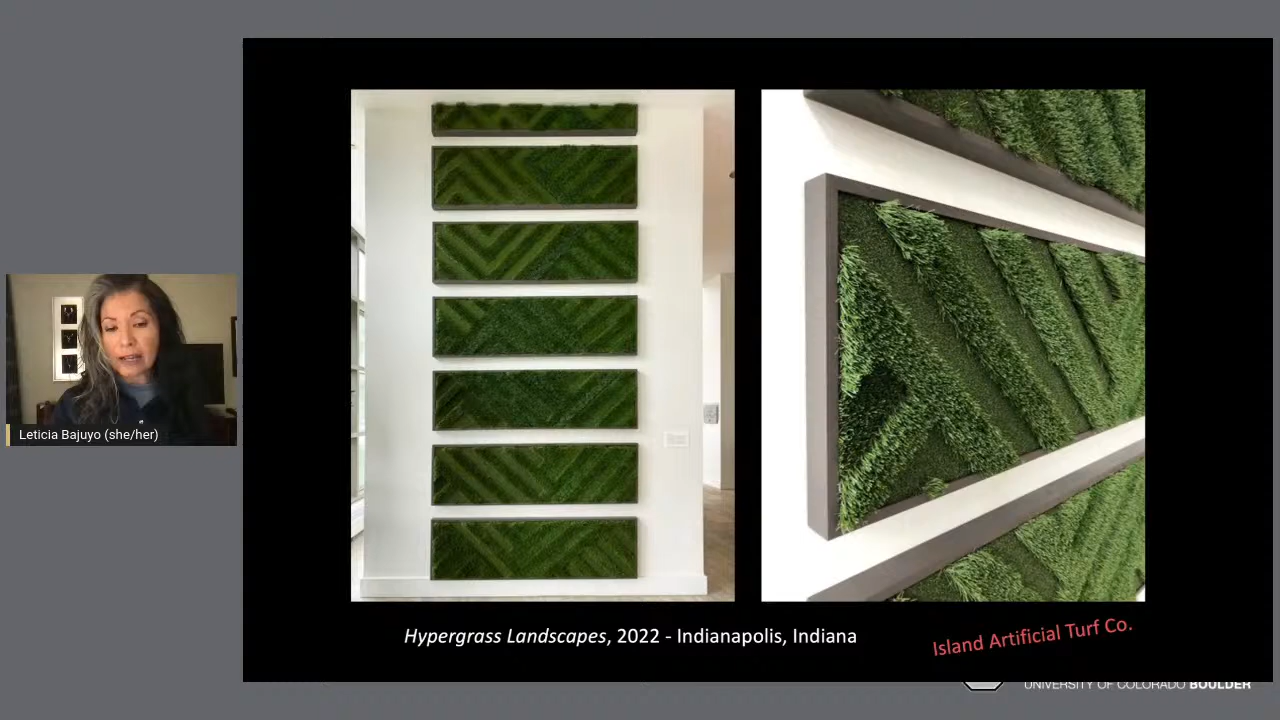 Leticia Bajuyo (she/her)
Hypergrass Landscapes, 2022 - Indianapolis, Indiana
Island Artificial Turf Co.
UNIVERSITY OF COLORADO BOULDER